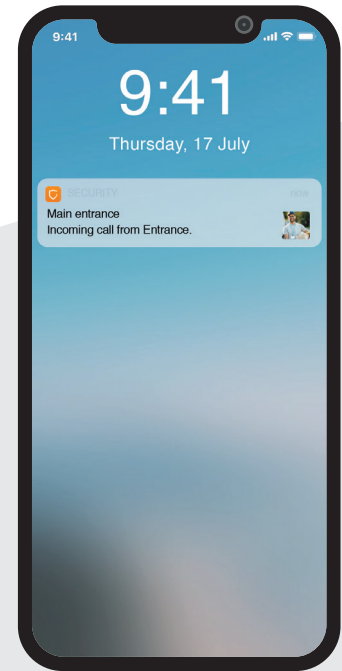 9:41
9:41
Thursday, 17 July
SECURITY now
Main entrance
Incoming call from Entrance.